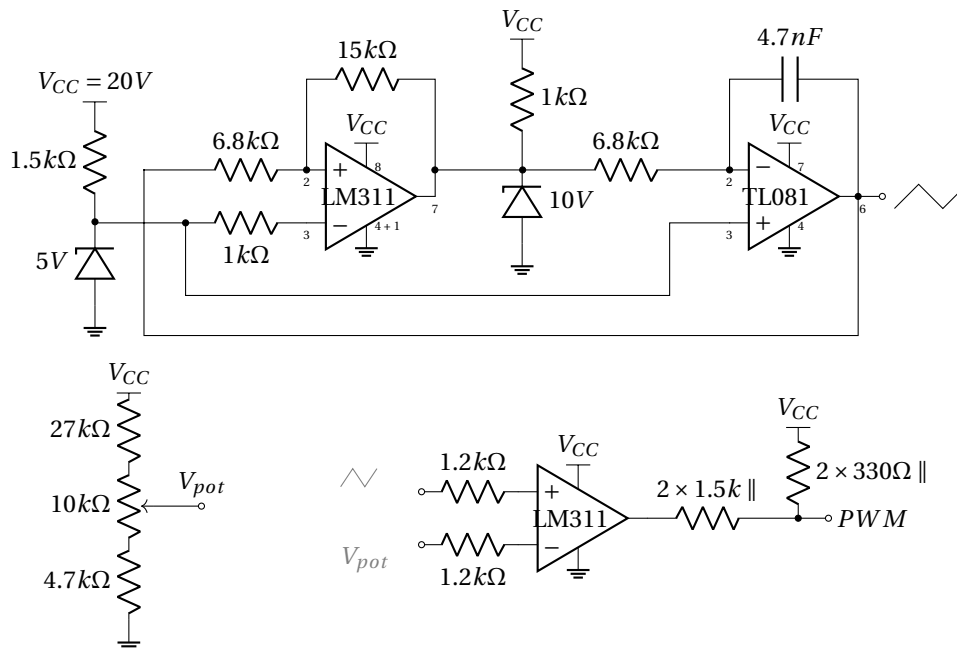 V_CC
15kΩ
4.7nF
V_CC = 20V
1kΩ
V_CC
V_CC
1.5kΩ
6.8kΩ
8
6.8kΩ
7
+
2
LM311
7
−
2
TL081
6
10V
−
3
4+1
+
3
4
1kΩ
5V
V_CC
27kΩ
V_CC
V_CC
10kΩ
V_pot
1.2kΩ
2 × 1.5k ∥
2 × 330Ω ∥
+
LM311
PWM
V_pot
−
4.7kΩ
1.2kΩ